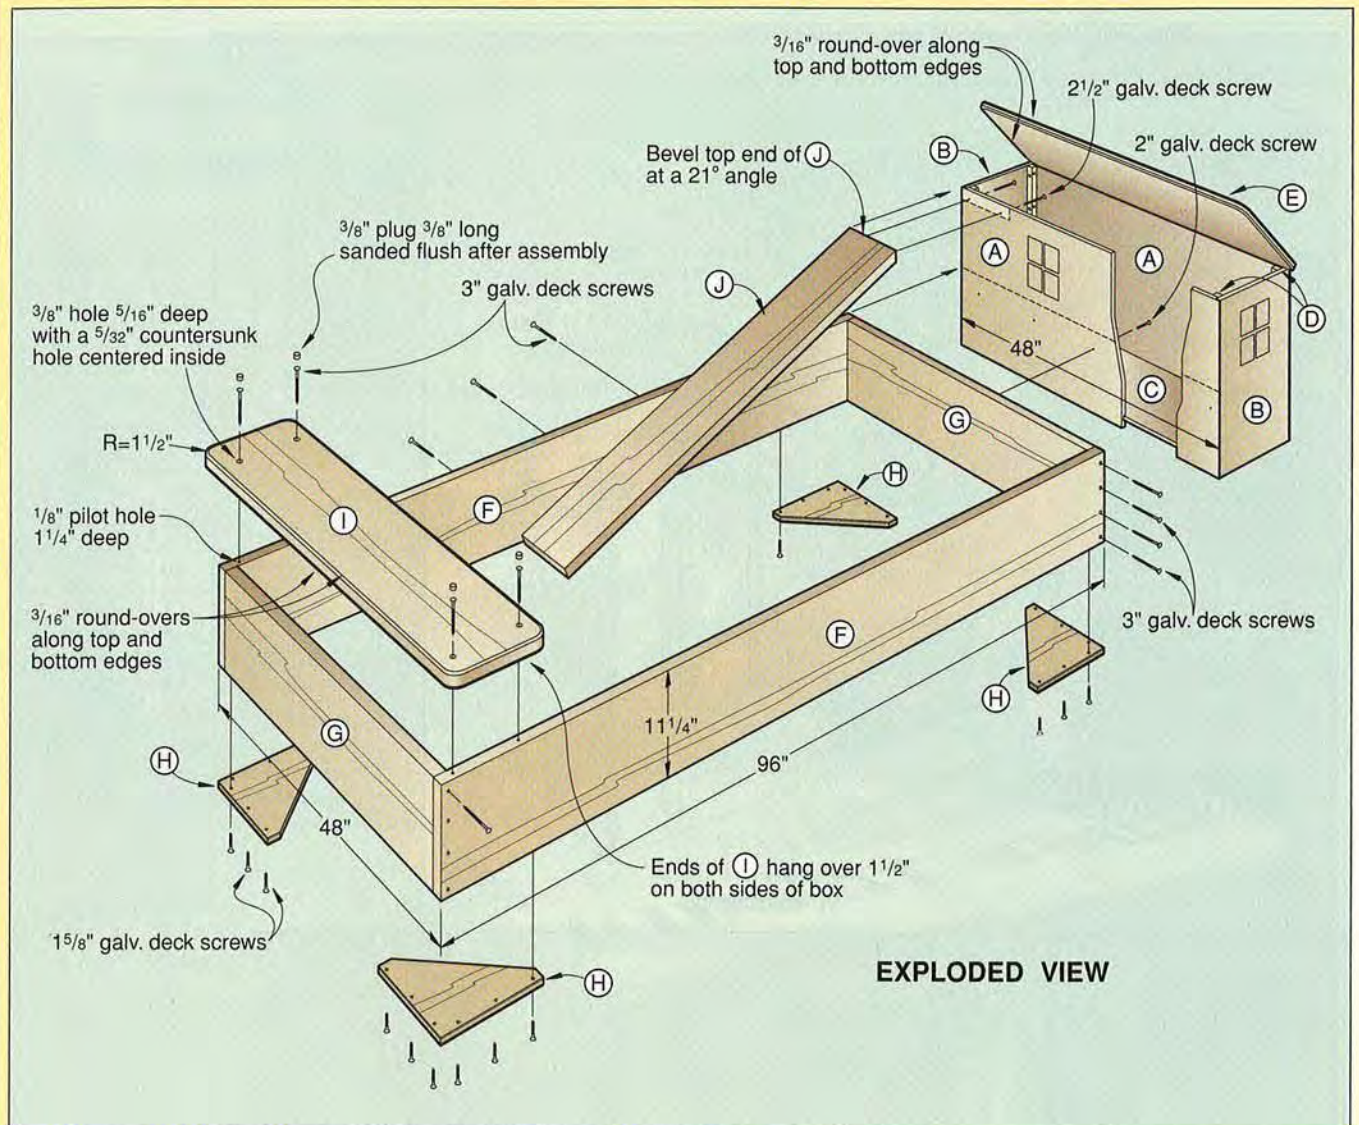 3/16" round-over along
top and bottom edges
2 1/2" galv. deck screw
2" galv. deck screw
Bevel top end of J
at a 21° angle
B
E
3/8" plug 3/8" long
sanded flush after assembly
A
A
J
3" galv. deck screws
D
3/8" hole 5/16" deep
with a 5/32" countersunk
hole centered inside
48"
C
B
G
R=1 1/2"
H
F
I
1/8" pilot hole
1 1/4" deep
3/16" round-overs
along top and
bottom edges
3" galv. deck screws
F
H
11 1/4"
G
96"
H
48"
Ends of I hang over 1 1/2"
on both sides of box
1 5/8" galv. deck screws
EXPLODED VIEW
H